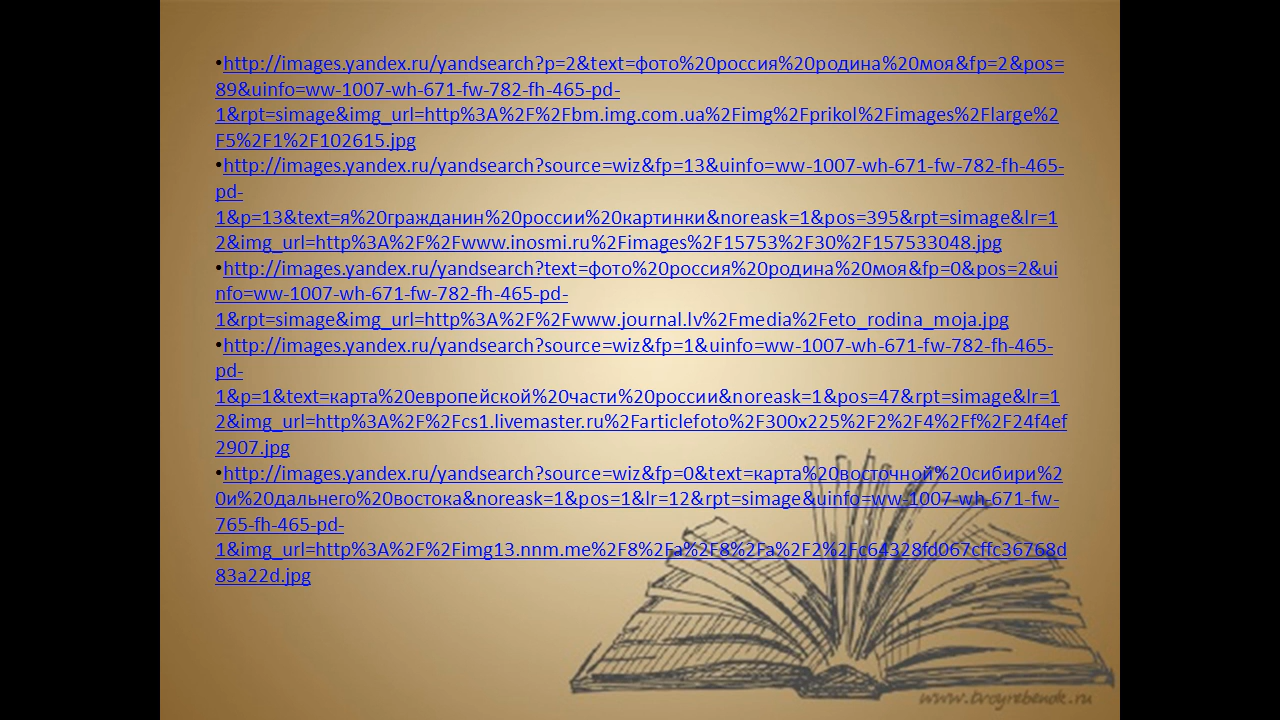 •http://images.yandex.ru/yandsearch?p=2&text=фото%20россия%20родина%20моя&fp=2&pos=
89&uinfo=ww-1007-wh-671-fw-782-fh-465-pd-
1&rpt=simage&img_url=http%3A%2F%2Fbm.img.com.ua%2Fimg%2Fprikol%2Fimages%2Flarge%2
F5%2F1%2F102615.jpg
•http://images.yandex.ru/yandsearch?source=wiz&fp=13&uinfo=ww-1007-wh-671-fw-782-fh-465-
pd-
1&p=13&text=я%20гражданин%20россии%20картинки&noreask=1&pos=395&rpt=simage&lr=1
2&img_url=http%3A%2F%2Fwww.inosmi.ru%2Fimages%2F15753%2F30%2F157533048.jpg
•http://images.yandex.ru/yandsearch?text=фото%20россия%20родина%20моя&fp=0&pos=2&ui
nfo=ww-1007-wh-671-fw-782-fh-465-pd-
1&rpt=simage&img_url=http%3A%2F%2Fwww.journal.lv%2Fmedia%2Feto_rodina_moja.jpg
•http://images.yandex.ru/yandsearch?source=wiz&fp=1&uinfo=ww-1007-wh-671-fw-782-fh-465-
pd-
1&p=1&text=карта%20европейской%20части%20россии&noreask=1&pos=47&rpt=simage&lr=1
2&img_url=http%3A%2F%2Fcs1.livemaster.ru%2Farticlefoto%2F300x225%2F2%2F4%2Ff%2F24f4ef
2907.jpg
•http://images.yandex.ru/yandsearch?source=wiz&fp=0&text=карта%20восточной%20сибири%2
0и%20дальнего%20востока&noreask=1&pos=1&lr=12&rpt=simage&uinfo=ww-1007-wh-671-fw-
765-fh-465-pd-
1&img_url=http%3A%2F%2Fimg13.nnm.me%2F8%2Fa%2F8%2Fa%2F2%2Fc64328fd067cffc36768d
83a22d.jpg